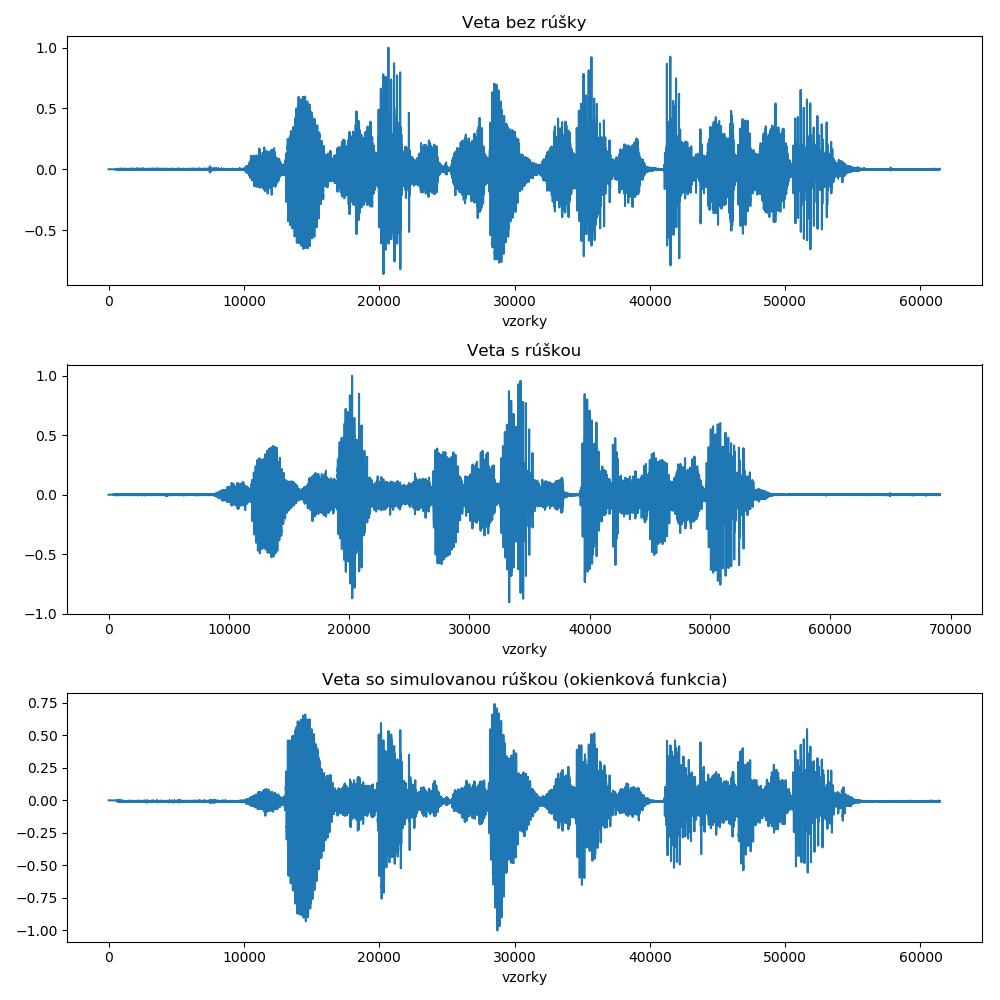 Veta bez rúšky
1.0
0.5
0.0
−0.5
0 10000 20000 30000 40000 50000 60000
vzorky
Veta s rúškou
1.0
0.5
0.0
−0.5
−1.0
0 10000 20000 30000 40000 50000 60000 70000
vzorky
Veta so simulovanou rúškou (okienková funkcia)
0.75
0.50
0.25
0.00
−0.25
−0.50
−0.75
−1.00
0 10000 20000 30000 40000 50000 60000
vzorky